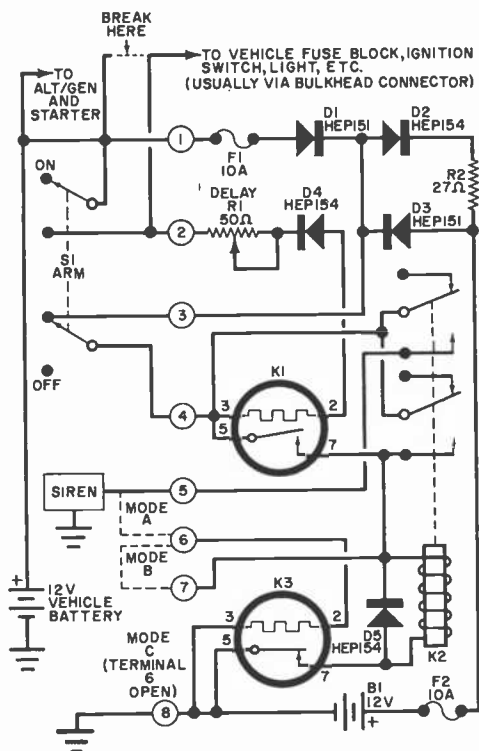 BREAK
HERE
TO VEHICLE FUSE BLOCK, IGNITION
SWITCH, LIGHT, ETC.
(USUALLY VIA BULKHEAD CONNECTOR)
TO
ALT/GEN
AND
STARTER
D1
HEP151
D2
HEP154
1
F1
10A
R2
27Ω
ON
DELAY
R1
50Ω
D4
HEP154
D3
HEP151
2
S1
ARM
3
OFF
K1
4
3
2
5
7
SIREN
5
MODE
A
6
MODE
B
7
K3
12V
VEHICLE
BATTERY
+
MODE
C
(TERMINAL
6
OPEN)
3
2
5
7
D5
HEP154
K2
8
B1
12V
+
F2
10A